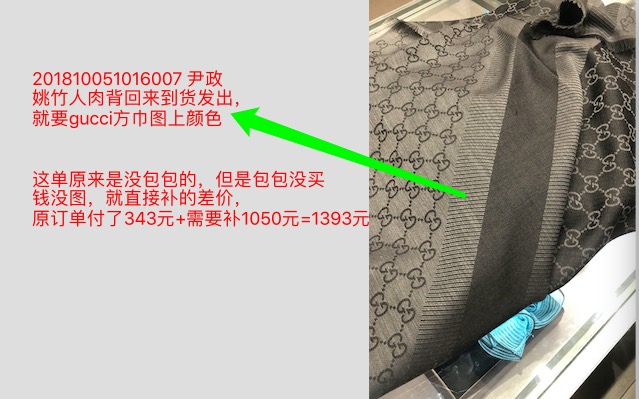 201810051016007 尹政
姚竹人肉背回来到货发出，
就要gucci方巾图上颜色
这单原来是没包包的，但是包包没买
钱没图，就直接补的差价，
原订单付了343元+需要补1050元=1393元